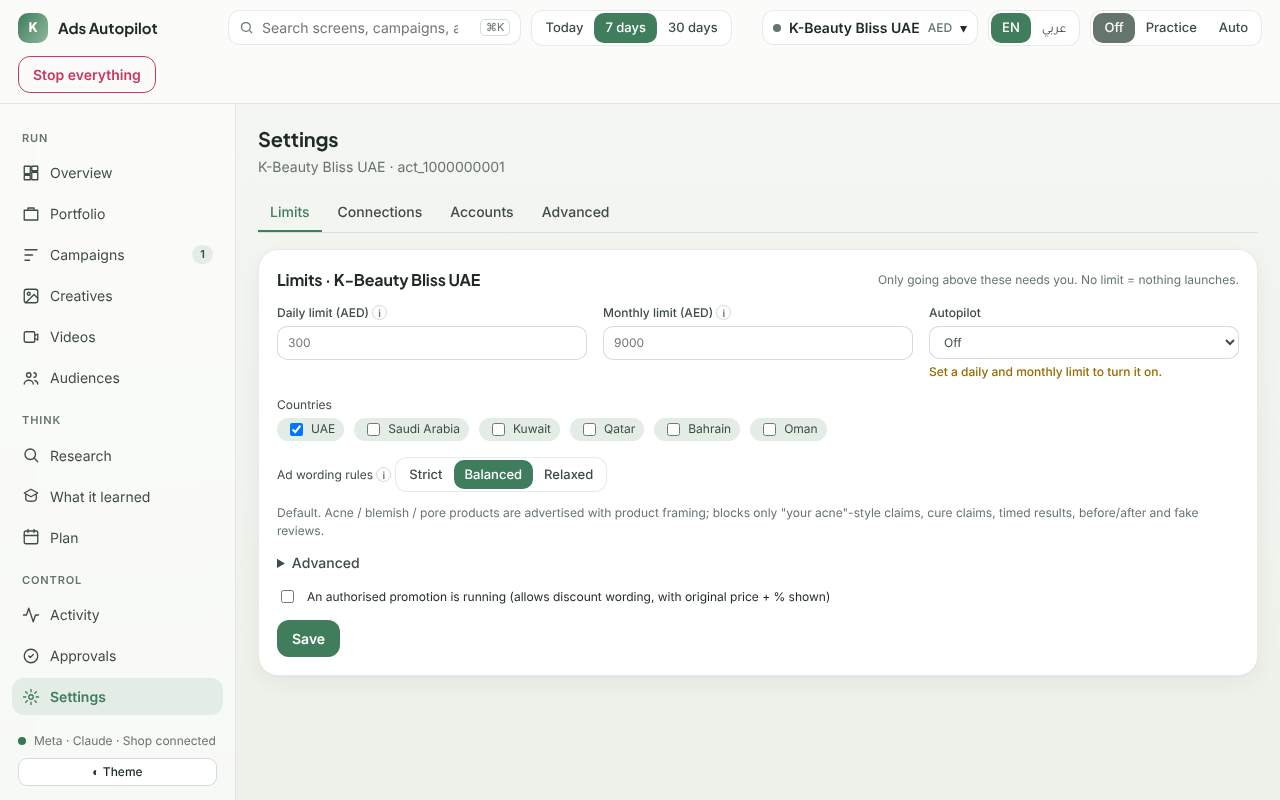 K Ads Autopilot
Search screens, campaigns, a ⌘K
Today 7 days 30 days
K-Beauty Bliss UAE AED ▾
EN عربي
Off Practice Auto
Stop everything
RUN
Overview
Portfolio
Campaigns 1
Creatives
Videos
Audiences
THINK
Research
What it learned
Plan
CONTROL
Activity
Approvals
Settings
Meta · Claude · Shop connected
Theme
Settings
K-Beauty Bliss UAE · act_1000000001
Limits Connections Accounts Advanced
Limits · K-Beauty Bliss UAE
Only going above these needs you. No limit = nothing launches.
Daily limit (AED) i Monthly limit (AED) i Autopilot
300 9000 Off
Set a daily and monthly limit to turn it on.
Countries
UAE Saudi Arabia Kuwait Qatar Bahrain Oman
Ad wording rules i Strict Balanced Relaxed
Default. Acne / blemish / pore products are advertised with product framing; blocks only "your acne"-style claims, cure claims, timed results, before/after and fake
reviews.
Advanced
An authorised promotion is running (allows discount wording, with original price + % shown)
Save